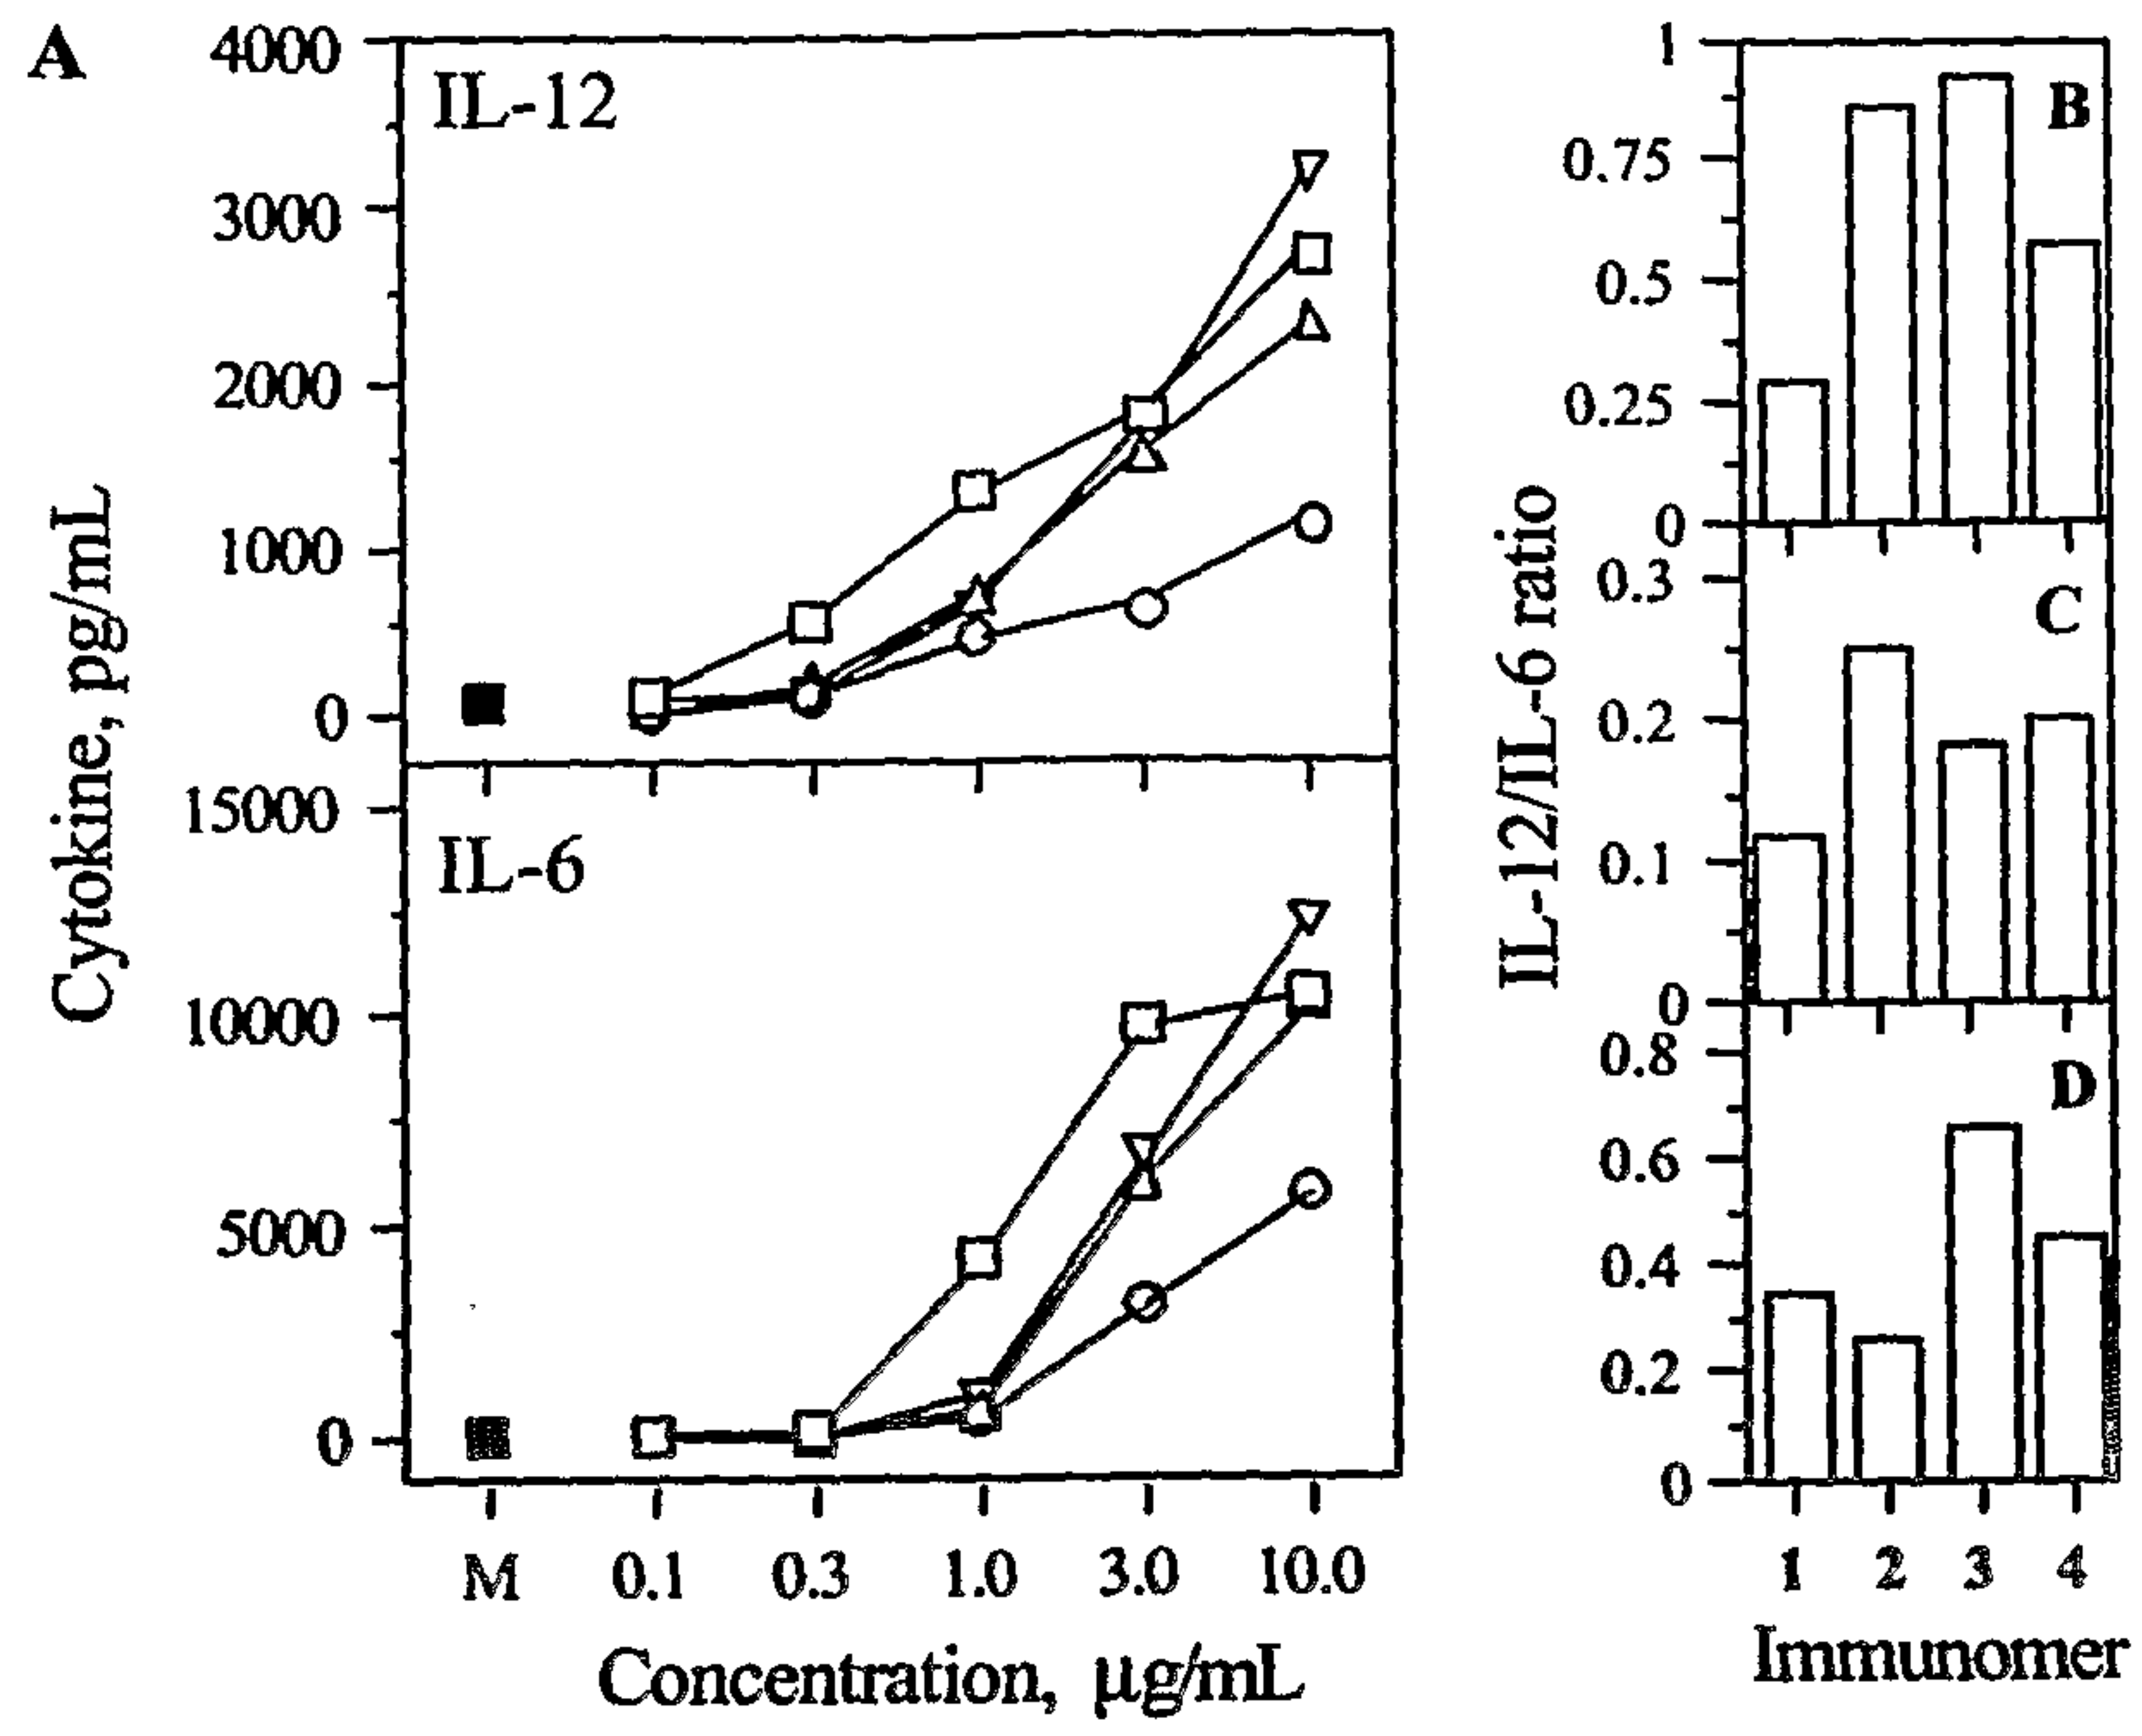 A
4000
IL-12
3000
2000
1000
0
15000
IL-6
10000
5000
0
M 0.1 0.3 1.0 3.0 10.0
Concentration, µg/mL
Cytokine, pg/mL
IL-12/IL-6 ratio
1
B
0.75
0.5
0.25
0
0.3
C
0.2
0.1
0
0.8
D
0.6
0.4
0.2
0
1 2 3 4
Immunomer